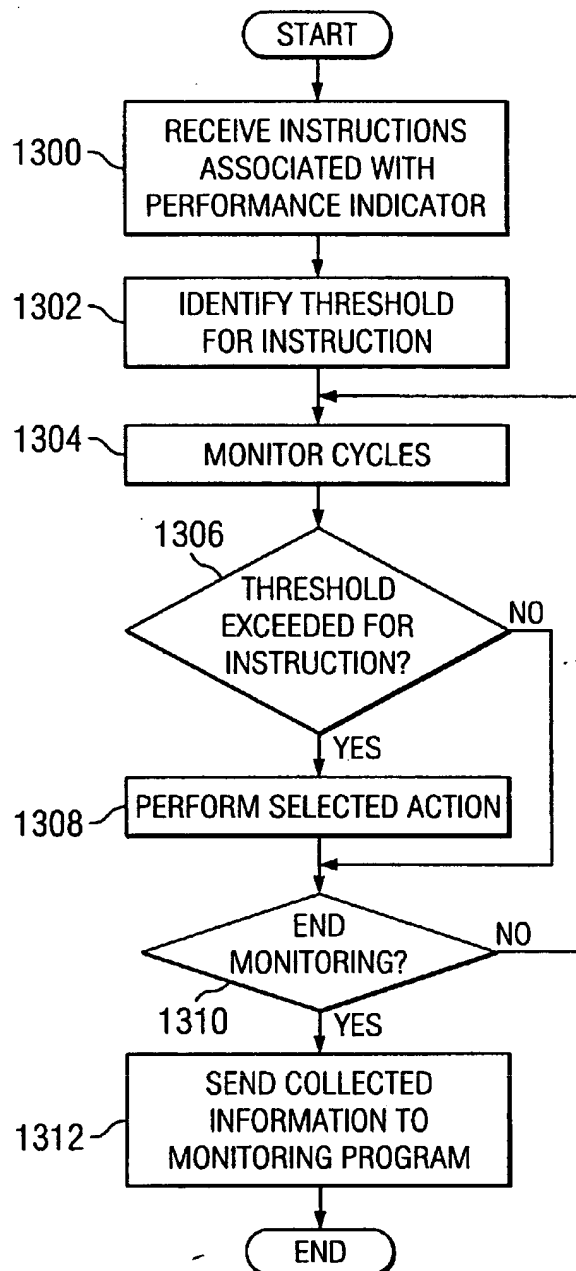 START
1300
RECEIVE INSTRUCTIONS
ASSOCIATED WITH
PERFORMANCE INDICATOR
1302
IDENTIFY THRESHOLD
FOR INSTRUCTION
1304
MONITOR CYCLES
1306
THRESHOLD
EXCEEDED FOR
INSTRUCTION?
NO
YES
1308
PERFORM SELECTED ACTION
END
MONITORING?
NO
1310
YES
1312
SEND COLLECTED
INFORMATION TO
MONITORING PROGRAM
END